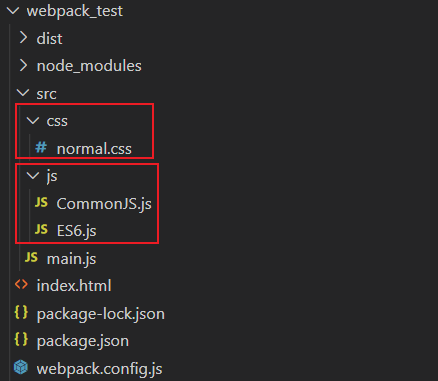 webpack_test
dist
node_modules
src
css
# normal.css
js
JS CommonJS.js
JS ES6.js
JS main.js
<> index.html
{} package-lock.json
{} package.json
webpack.config.js